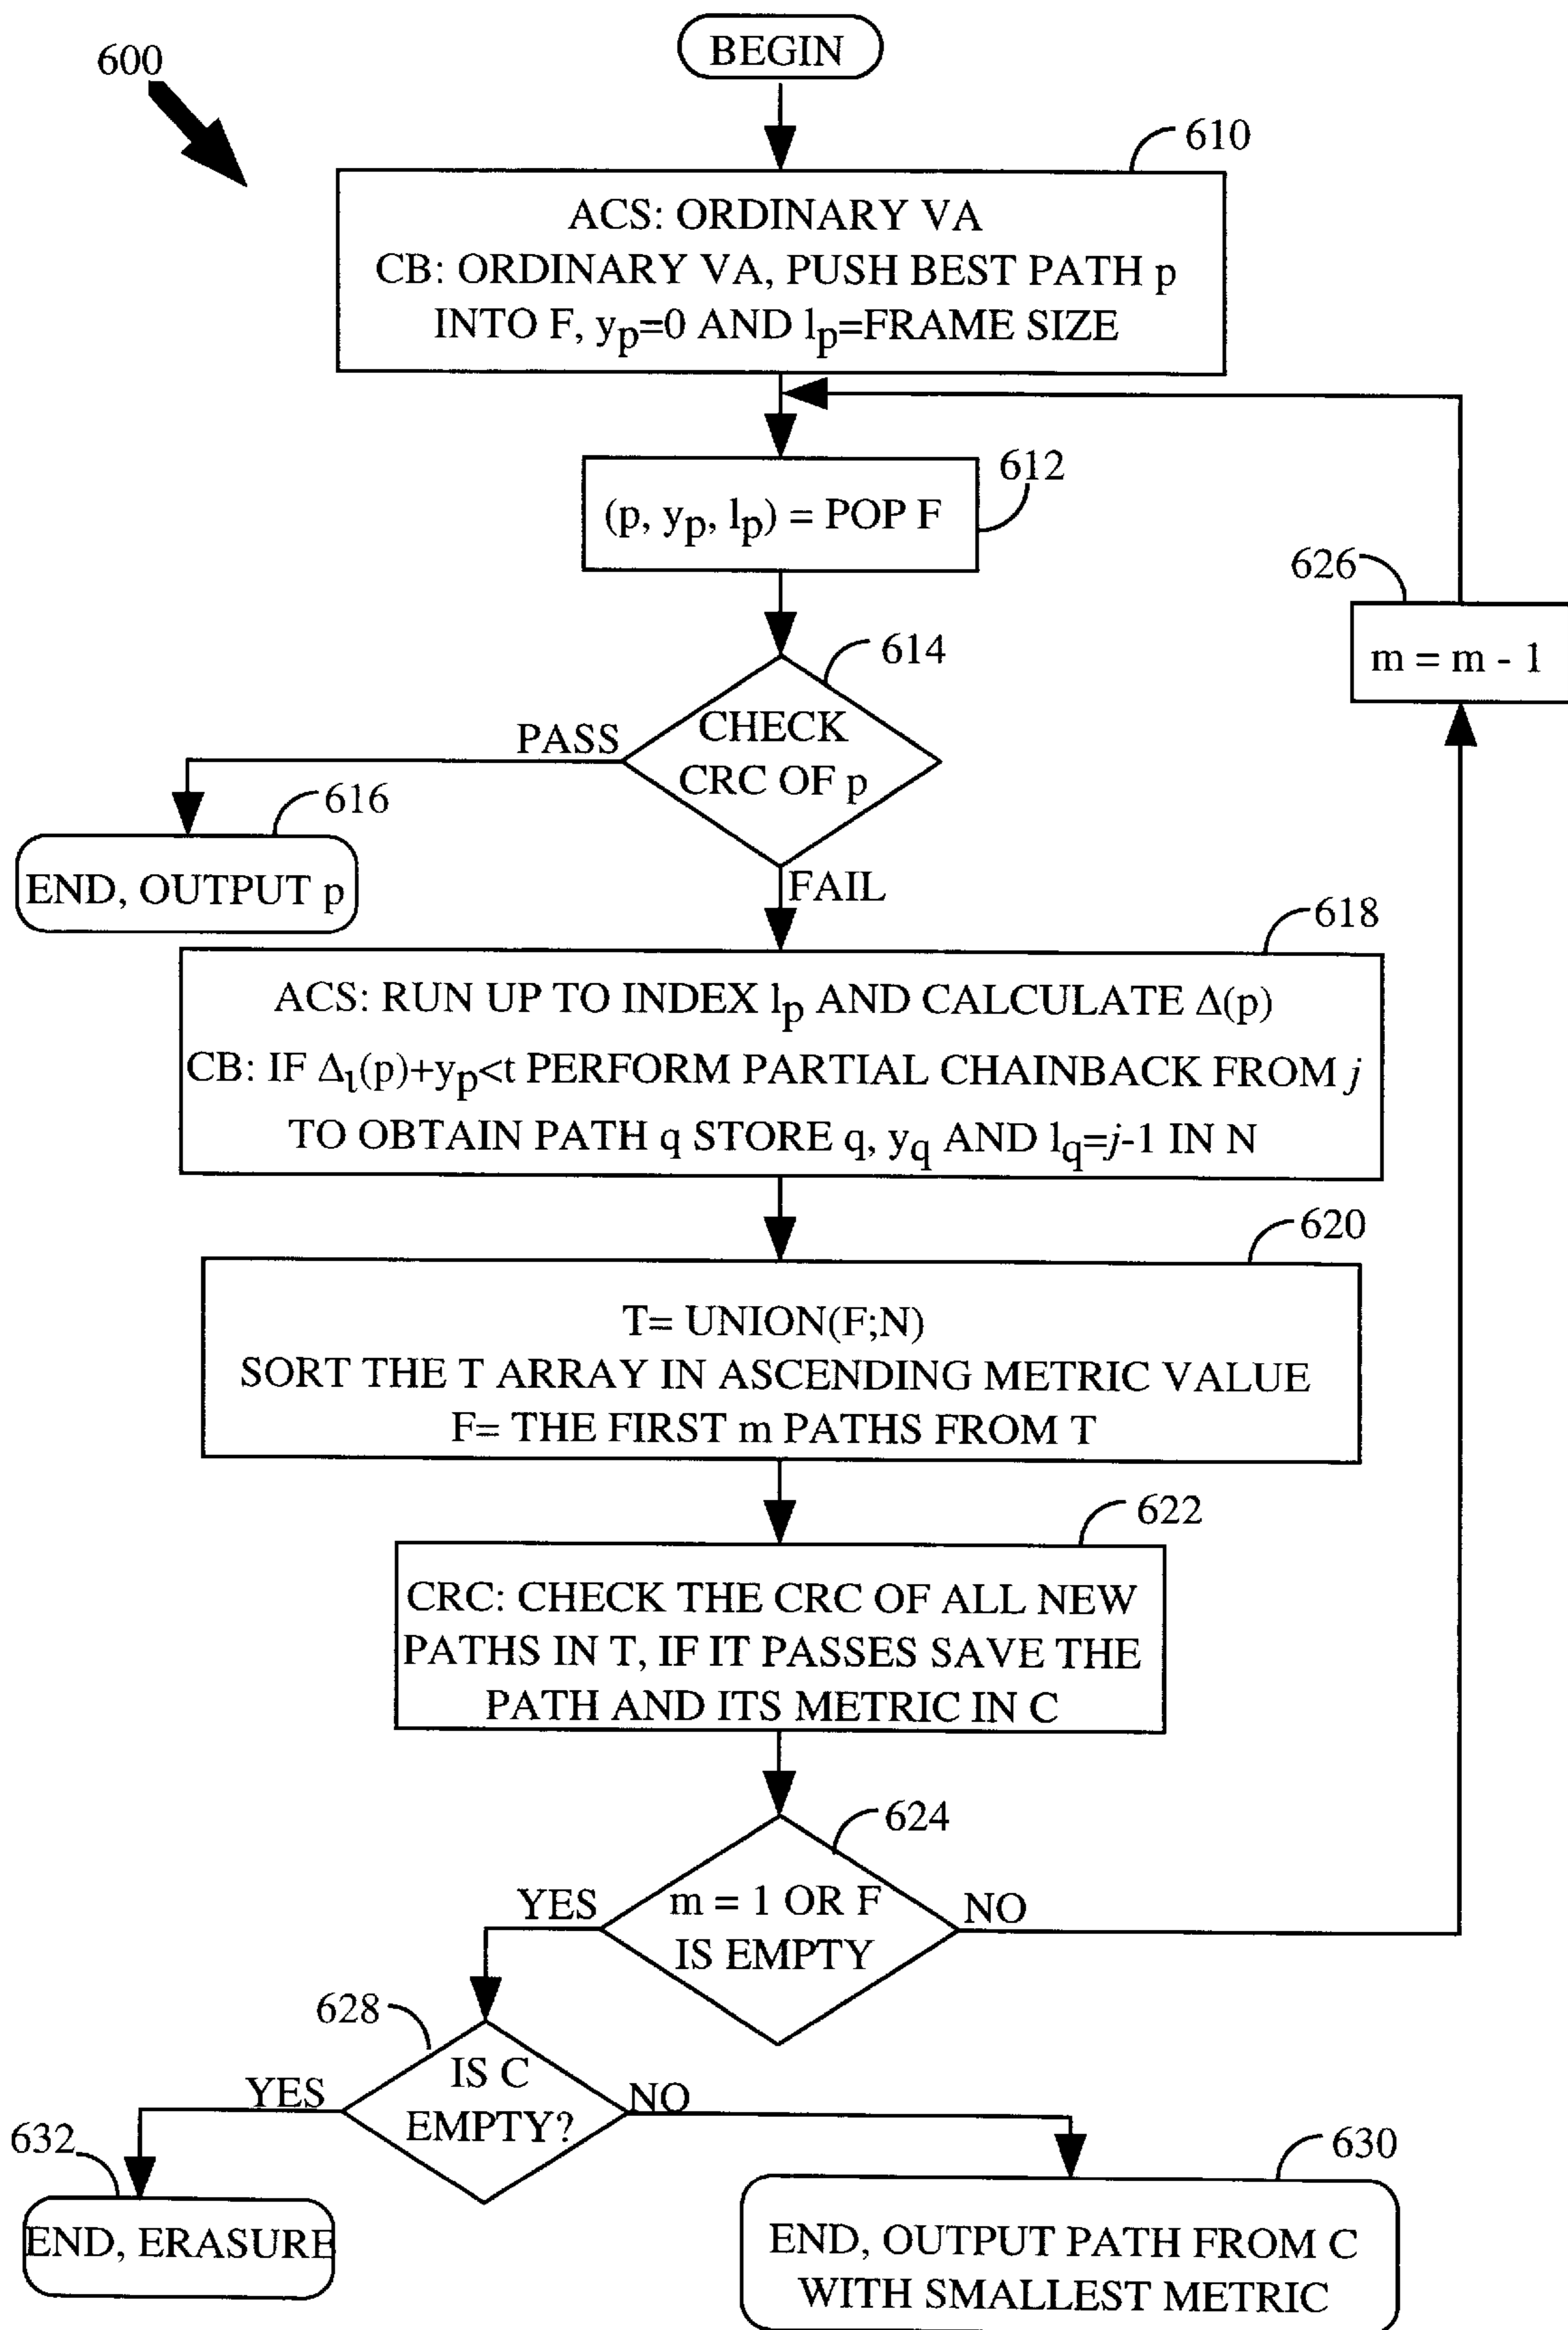 600
BEGIN
610
ACS: ORDINARY VA
CB: ORDINARY VA, PUSH BEST PATH p
INTO F, yp=0 AND lp=FRAME SIZE
612
(p, yp, lp) = POP F
626
m = m - 1
614
CHECK
CRC OF p
PASS
616
END, OUTPUT p
FAIL
618
ACS: RUN UP TO INDEX lp AND CALCULATE Δ(p)
CB: IF Δι(p)+yp<t PERFORM PARTIAL CHAINBACK FROM j
TO OBTAIN PATH q STORE q, yq AND lq=j-1 IN N
620
T= UNION(F;N)
SORT THE T ARRAY IN ASCENDING METRIC VALUE
F= THE FIRST m PATHS FROM T
622
CRC: CHECK THE CRC OF ALL NEW
PATHS IN T, IF IT PASSES SAVE THE
PATH AND ITS METRIC IN C
624
YES
m = 1 OR F
IS EMPTY
NO
628
IS C
EMPTY?
YES
NO
632
END, ERASURE
630
END, OUTPUT PATH FROM C
WITH SMALLEST METRIC